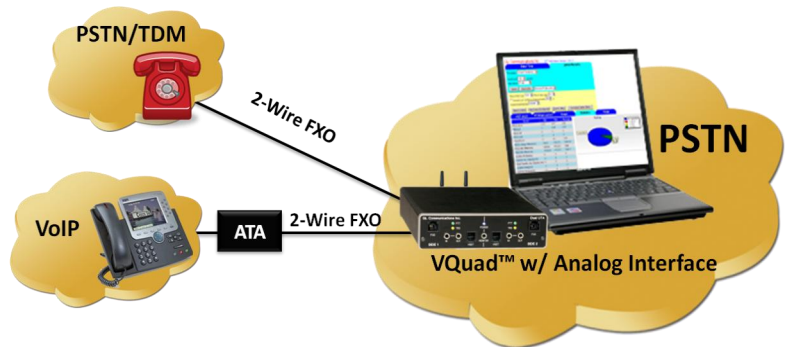 PSTN/TDM
2-Wire FXO
VoIP
ATA
2-Wire FXO
PSTN
VQuad™ w/ Analog Interface